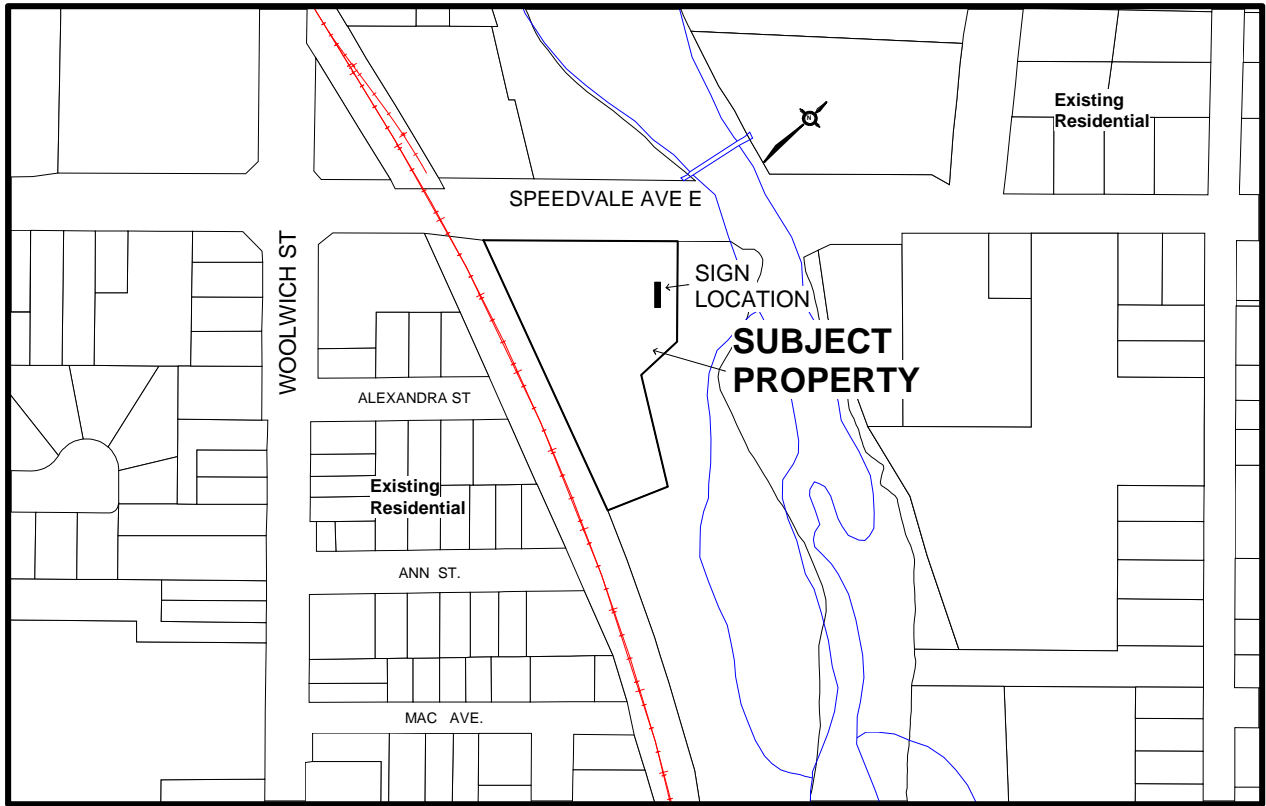 Existing
Residential
N
SPEEDVALE AVE E
WOOLWICH ST
SIGN
LOCATION
SUBJECT
PROPERTY
ALEXANDRA ST
Existing
Residential
ANN ST.
MAC AVE.